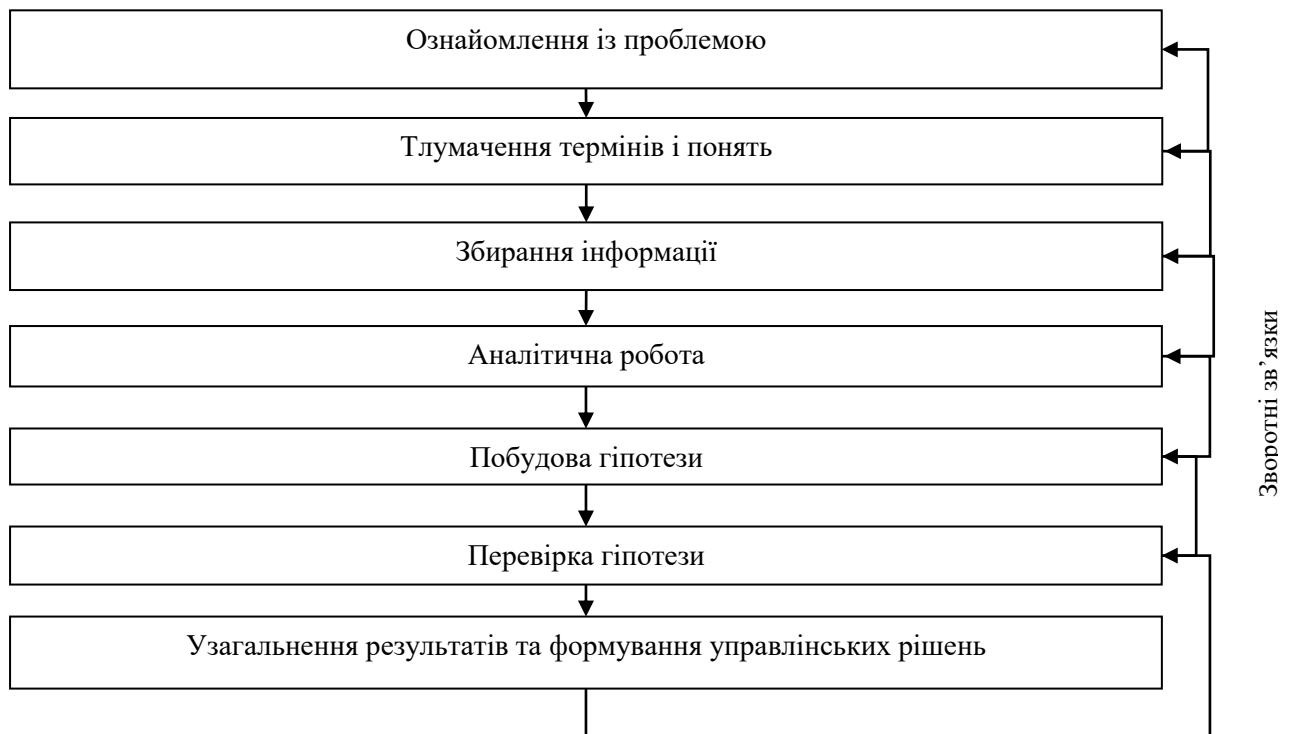 Ознайомлення із проблемою
Тлумачення термінів і понять
Збирання інформації
Аналітична робота
Побудова гіпотези
Перевірка гіпотези
Узагальнення результатів та формування управлінських рішень
Зворотні зв’язки